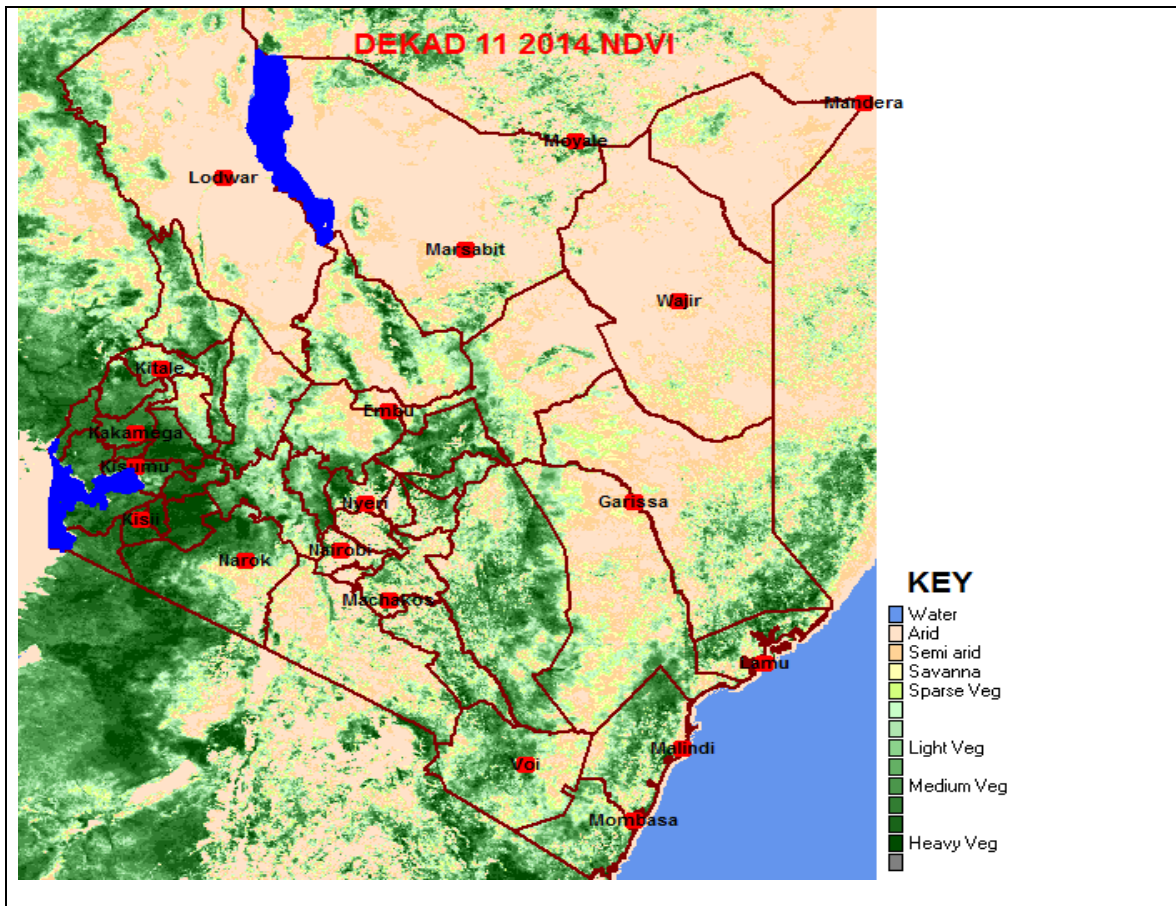 DEKAD 11 2014 NDVI
Mandera
Moyale
Lodwar
Marsabit
Wajir
Kitale
Embu
Kakamega
Kisumu
Garissa
Nyeri
Kisii
Nairobi
Narok
Machakos
Lamu
Malindi
Voi
Mombasa
KEY
Water
Arid
Semi arid
Savanna
Sparse Veg
Light Veg
Medium Veg
Heavy Veg